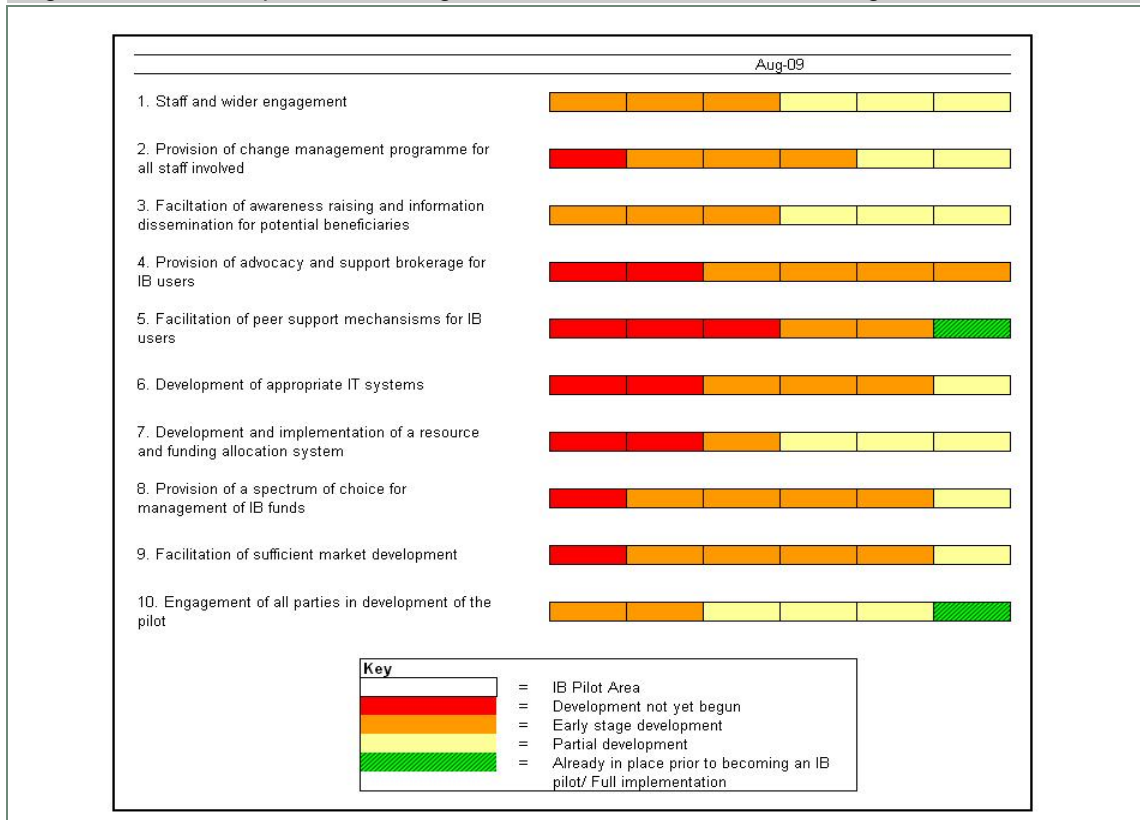 Aug-09
1. Staff and wider engagement
2. Provision of change management programme for
all staff involved
3. Faciltation of awareness raising and information
dissemination for potential beneficiaries
4. Provision of advocacy and support brokerage for
IB users
5. Facilitation of peer support mechansisms for IB
users
6. Development of appropriate IT systems
7. Development and implementation of a resource
and funding allocation system
8. Provision of a spectrum of choice for
management of IB funds
9. Facilitation of sufficient market development
10. Engagement of all parties in development of the
pilot
Key
= IB Pilot Area
= Development not yet begun
= Early stage development
= Partial development
= Already in place prior to becoming an IB
pilot/ Full implementation